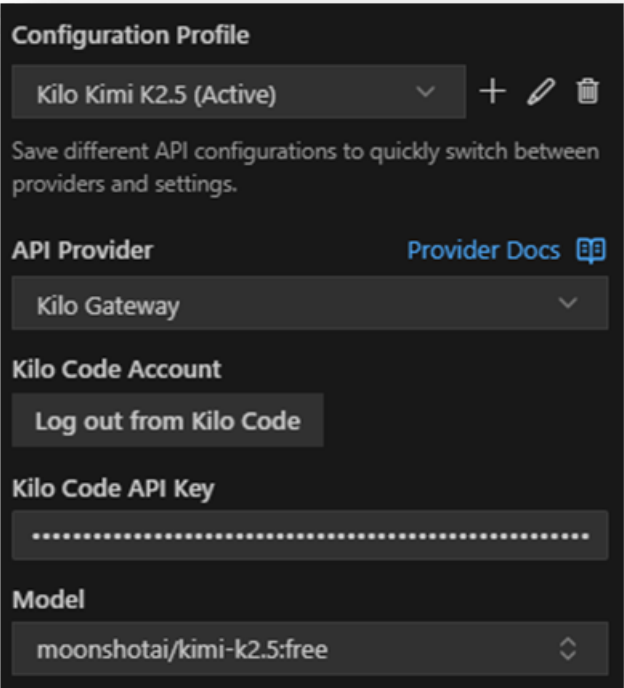 Configuration Profile
Kilo Kimi K2.5 (Active)
Save different API configurations to quickly switch between
providers and settings.
API Provider
Provider Docs
Kilo Gateway
Kilo Code Account
Log out from Kilo Code
Kilo Code API Key
Model
moonshotai/kimi-k2.5:free